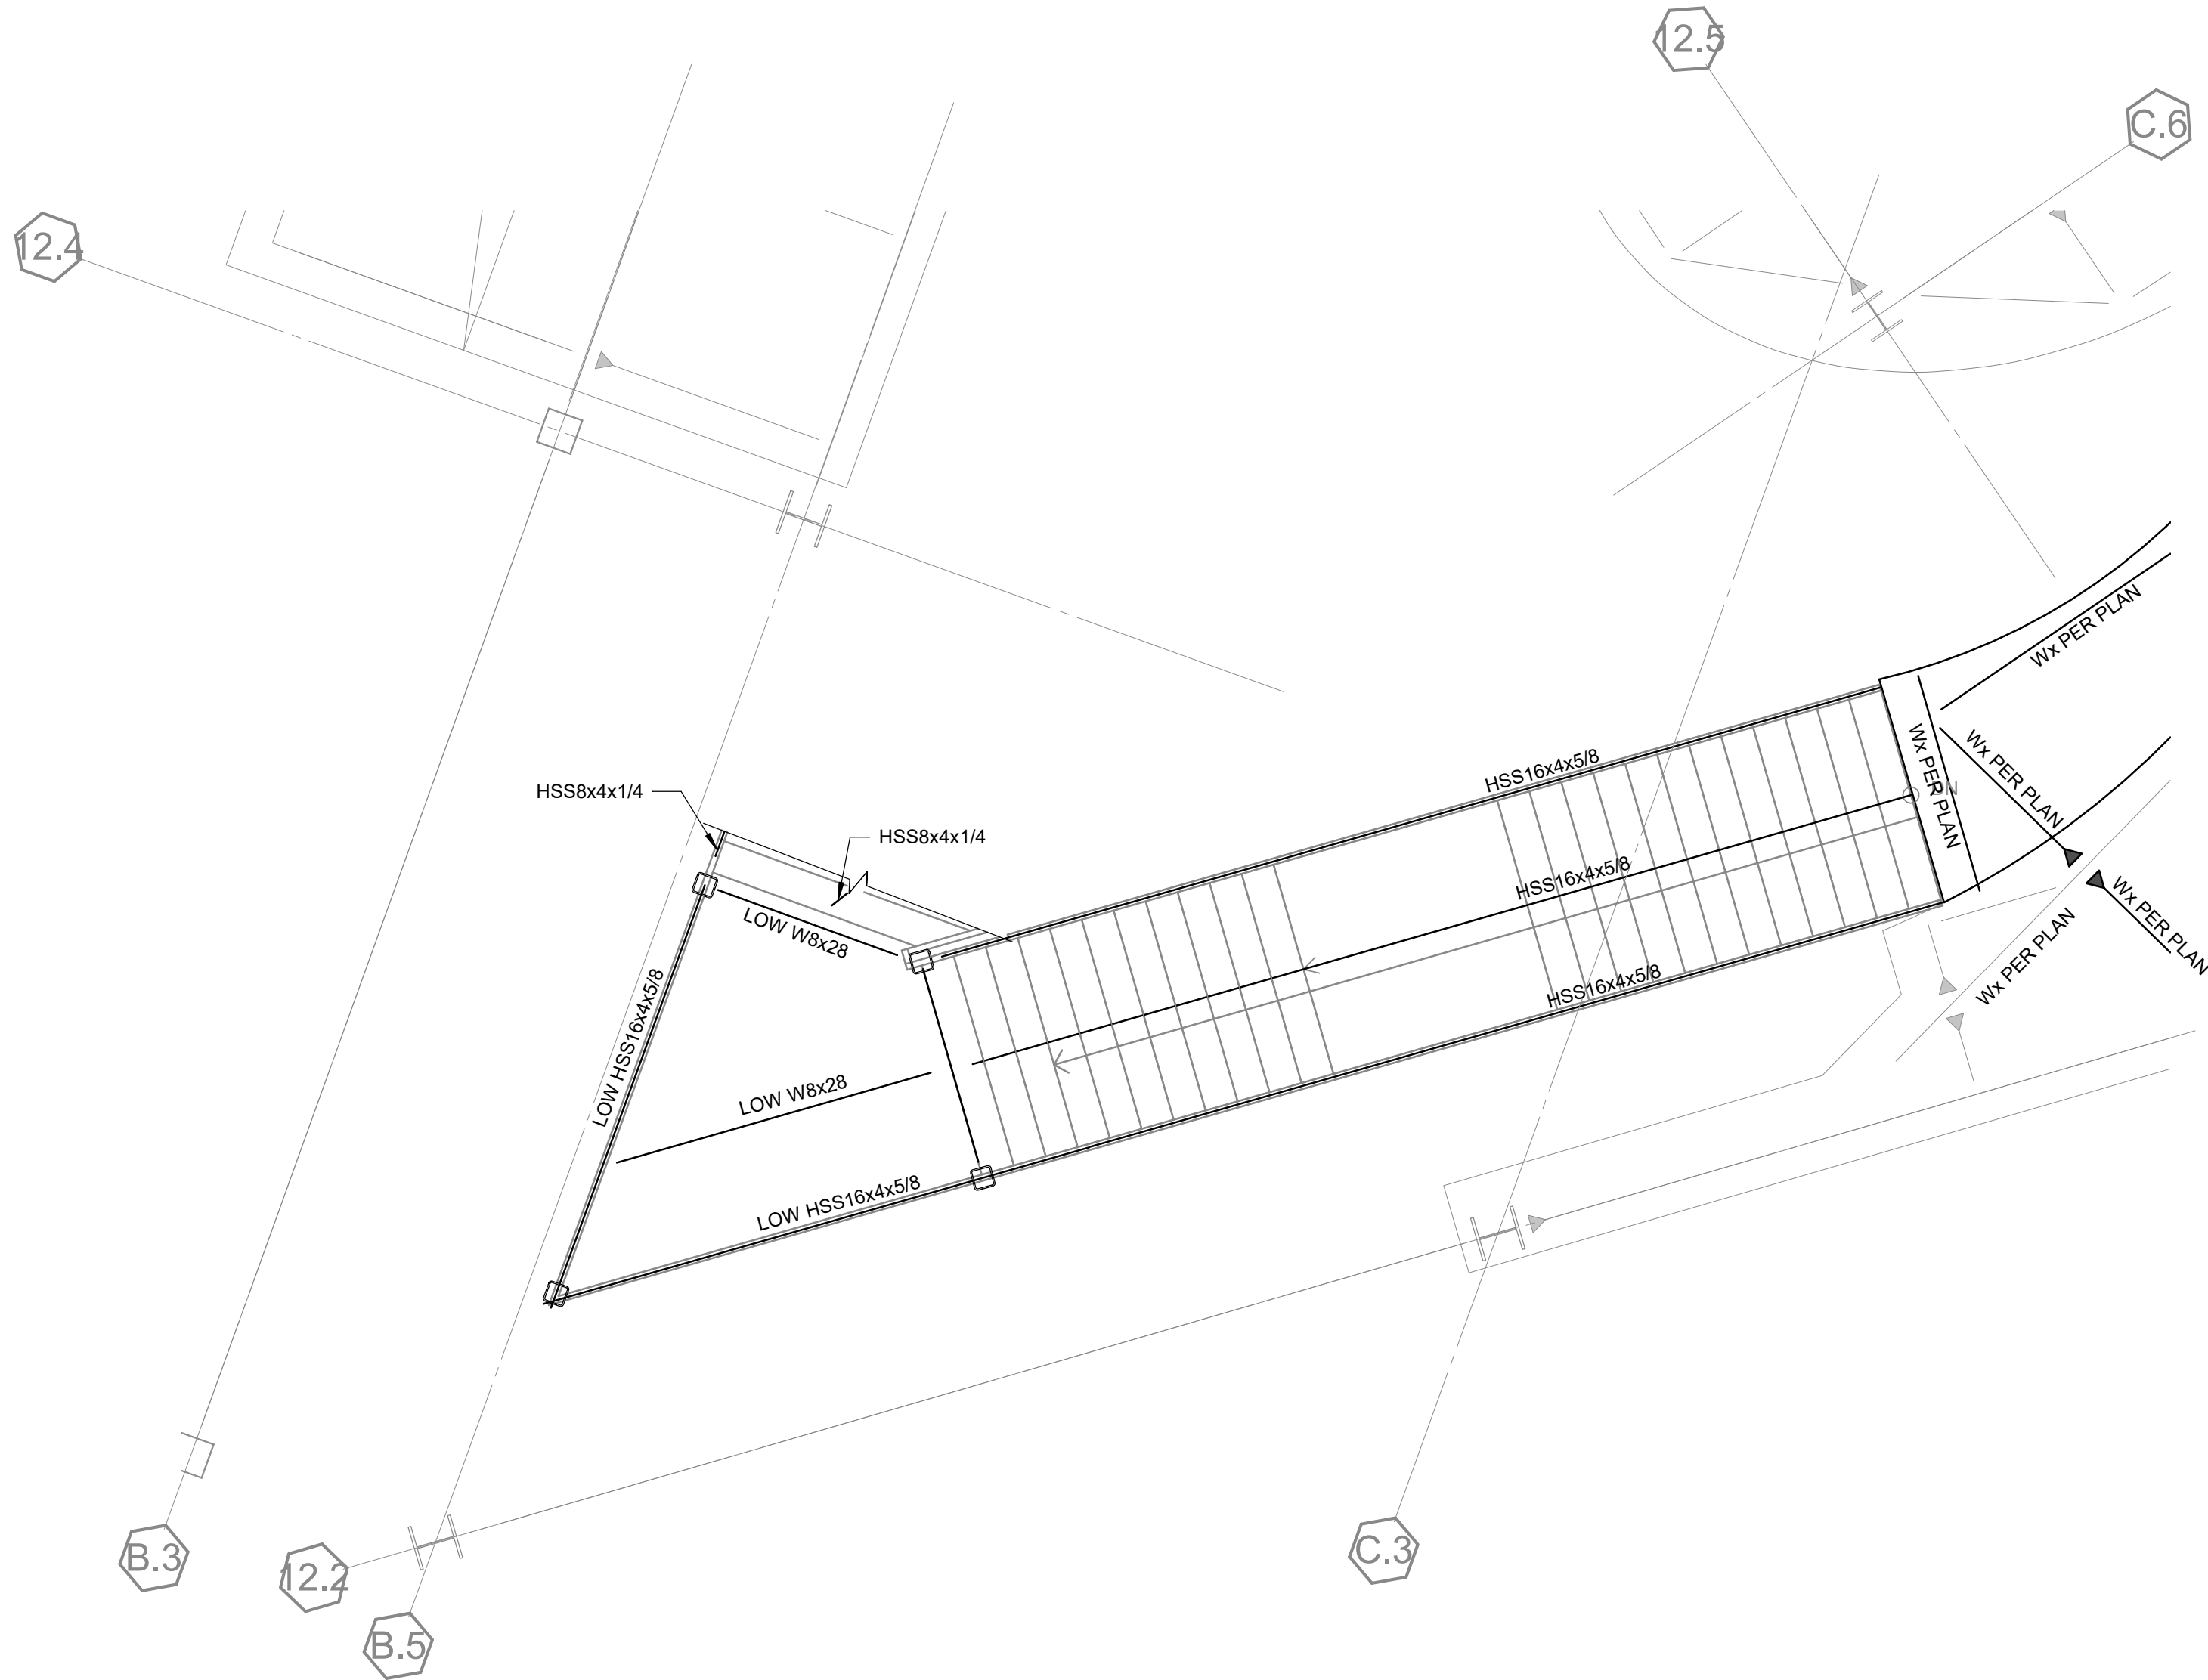 12.5
C.6
12.4
Wx PER PLAN
Wx PER PLAN
Wx PER PLAN
HSS16x4x5/8
DN
HSS8x4x1/4
HSS8x4x1/4
HSS16x4x5/8
Wx PER PLAN
LOW W8x28
Wx PER PLAN
HSS16x4x5/8
LOW HSS16x4x5/8
LOW W8x28
LOW HSS16x4x5/8
B.3
12.2
C.3
B.5